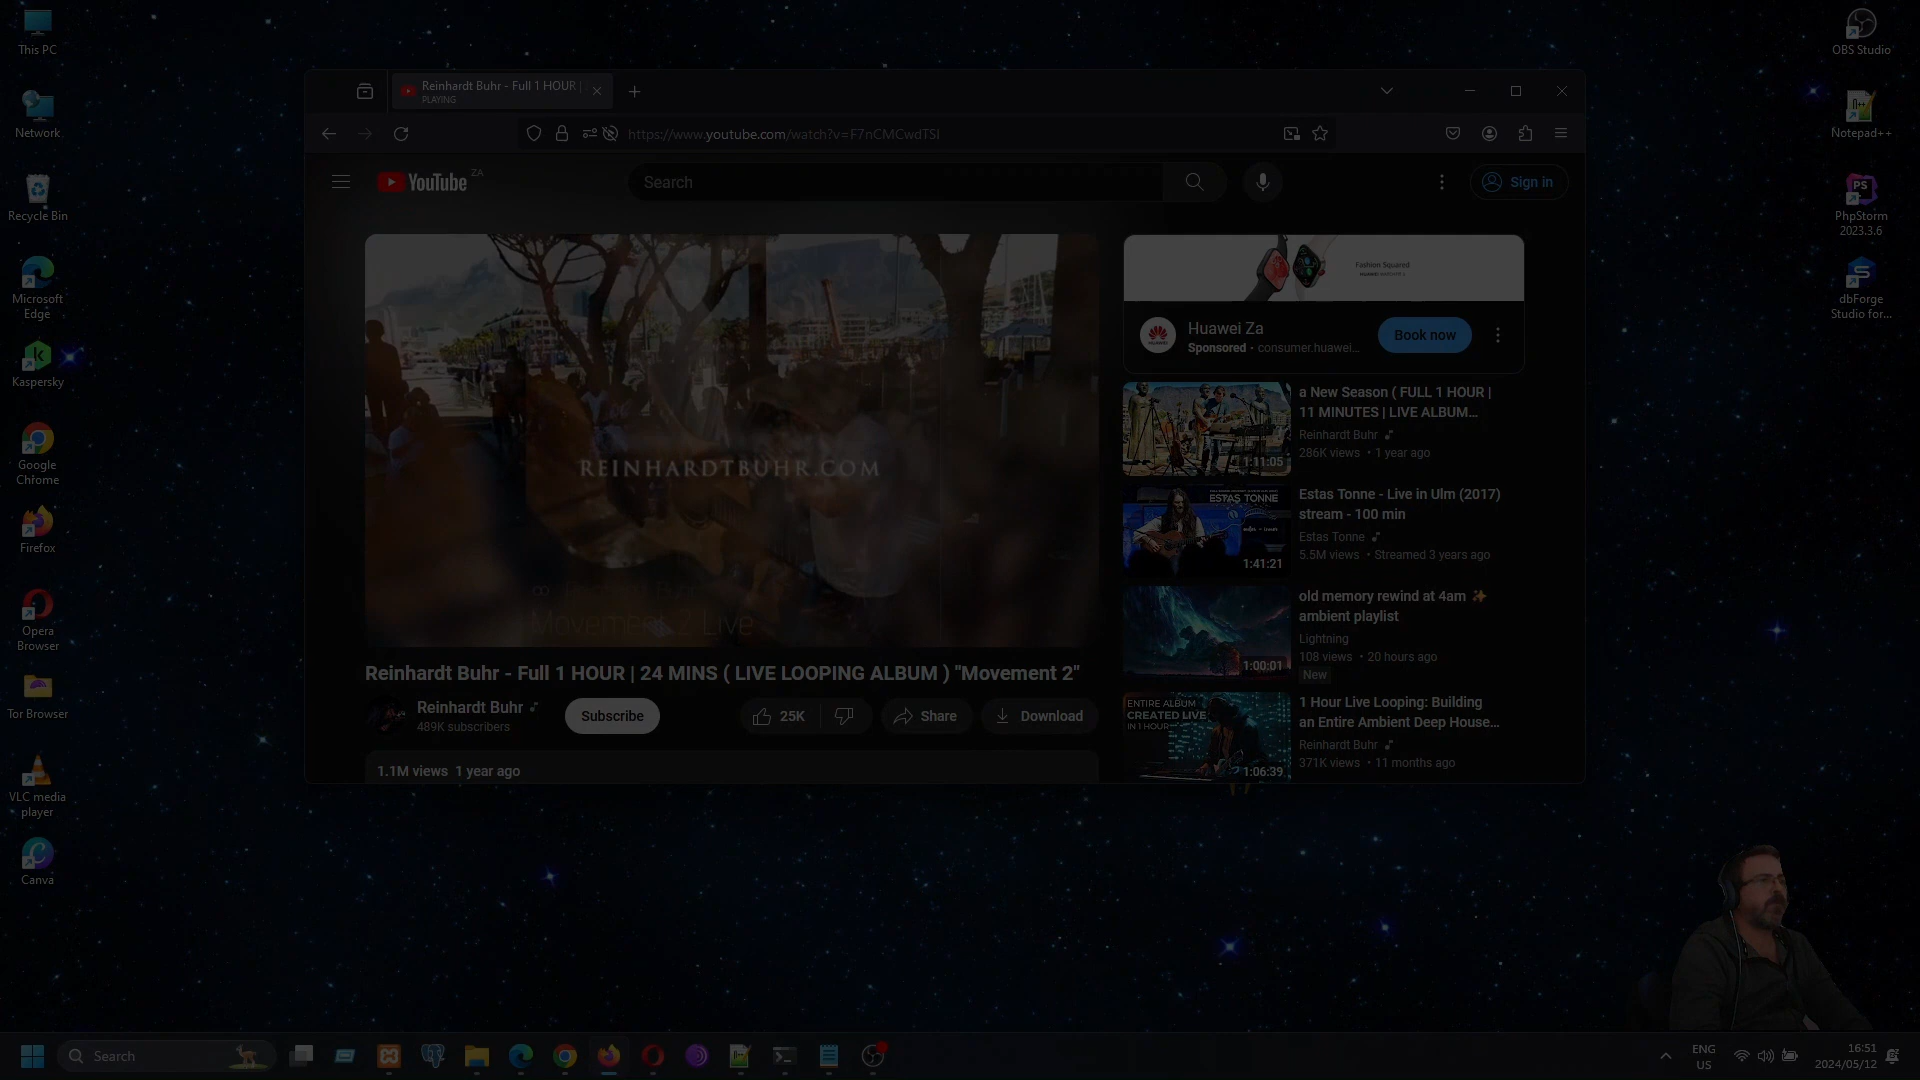 This PC
Network
Recycle Bin
Microsoft
Edge
Kaspersky
Google
Chrome
Firefox
Opera
Browser
Tor Browser
VLC media
player
Canva
OBS Studio
Notepad++
PhpStorm
2023.3.6
dbForge
Studio for...
Reinhardt Buhr - Full 1 HOUR |
PLAYING
https://www.youtube.com/watch?v=F7nCMCwdTSI
YouTube ZA
Search
Sign in
REINHARDTBUHR.COM
Movement 2 Live
Reinhardt Buhr - Full 1 HOUR | 24 MINS ( LIVE LOOPING ALBUM ) "Movement 2"
Reinhardt Buhr
489K subscribers
Subscribe
25K
Share
Download
1.1M views 1 year ago
Fashion Squared
Huawei Za
Sponsored · consumer.huawei...
Book now
1:11:05
a New Season ( FULL 1 HOUR |
11 MINUTES | LIVE ALBUM...
Reinhardt Buhr
286K views • 1 year ago
ESTAS TONNE
1:41:21
Estas Tonne - Live in Ulm (2017)
stream - 100 min
Estas Tonne
5.5M views • Streamed 3 years ago
1:00:01
old memory rewind at 4am ✨
ambient playlist
Lightning
108 views • 20 hours ago
New
ENTIRE ALBUM
CREATED LIVE
IN 1 HOUR
1:06:39
1 Hour Live Looping: Building
an Entire Ambient Deep House...
Reinhardt Buhr
371K views • 11 months ago
Search
ENG
US
16:51
2024/05/12